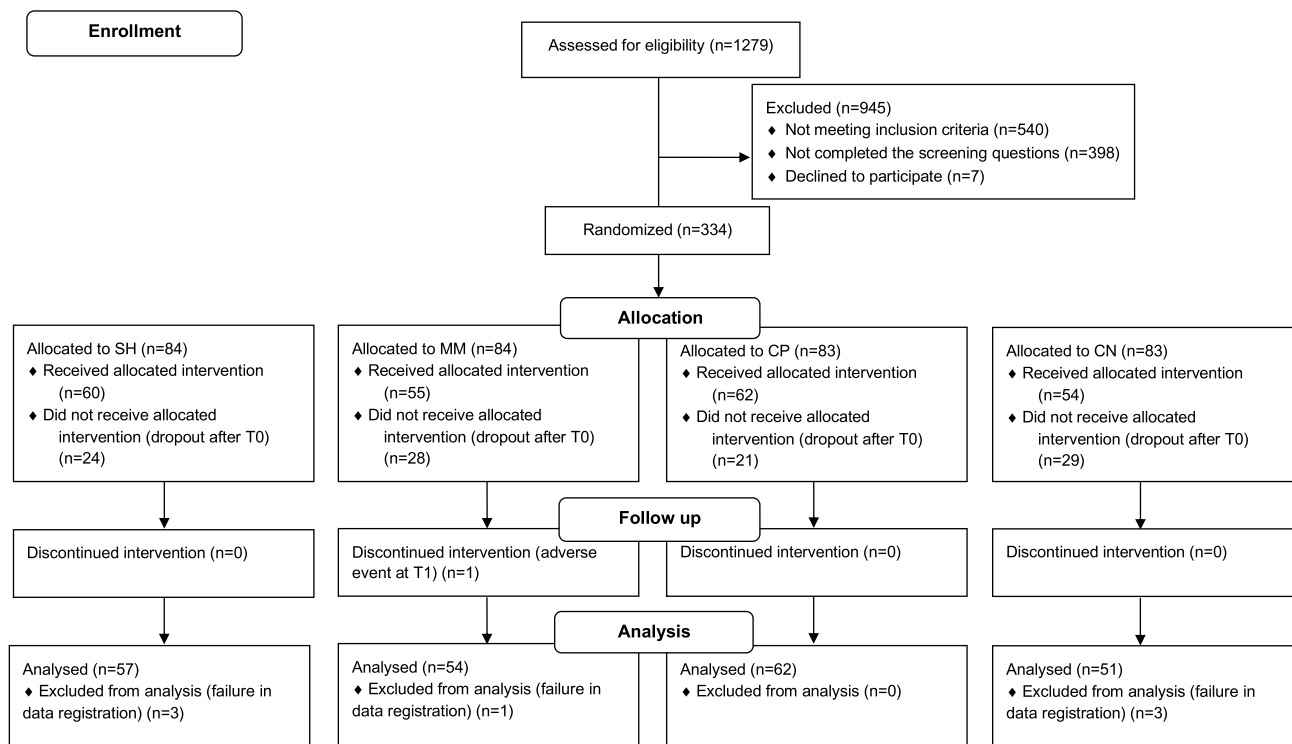 Enrollment
Assessed for eligibility (n=1279)
Excluded (n=945)
♦ Not meeting inclusion criteria (n=540)
♦ Not completed the screening questions (n=398)
♦ Declined to participate (n=7)
Randomized (n=334)
Allocation
Allocated to SH (n=84)
♦ Received allocated intervention
(n=60)
♦ Did not receive allocated
intervention (dropout after T0)
(n=24)
Allocated to MM (n=84)
♦ Received allocated intervention
(n=55)
♦ Did not receive allocated
intervention (dropout after T0)
(n=28)
Allocated to CP (n=83)
♦ Received allocated intervention
(n=62)
♦ Did not receive allocated
intervention (dropout after T0)
(n=21)
Allocated to CN (n=83)
♦ Received allocated intervention
(n=54)
♦ Did not receive allocated
intervention (dropout after T0)
(n=29)
Follow up
Discontinued intervention (n=0)
Discontinued intervention (adverse
event at T1) (n=1)
Discontinued intervention (n=0)
Discontinued intervention (n=0)
Analysis
Analysed (n=57)
♦ Excluded from analysis (failure in
data registration) (n=3)
Analysed (n=54)
♦ Excluded from analysis (failure in
data registration) (n=1)
Analysed (n=62)
♦ Excluded from analysis (n=0)
Analysed (n=51)
♦ Excluded from analysis (failure in
data registration) (n=3)